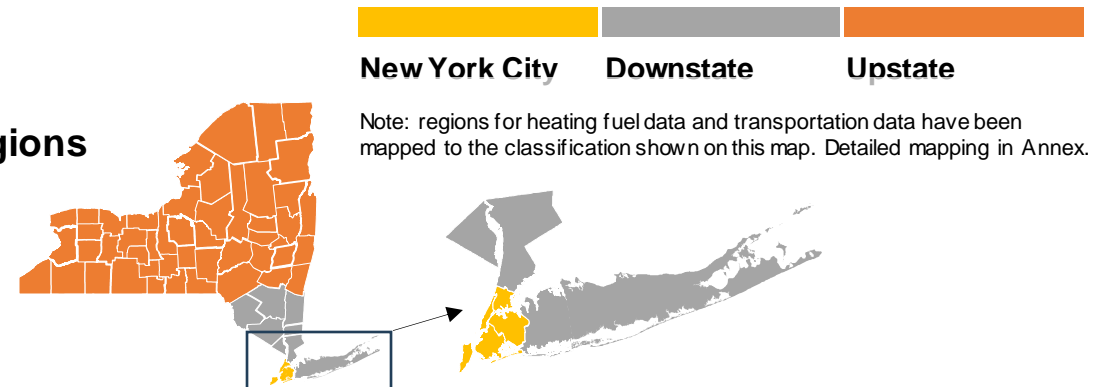 New York City Downstate Upstate
Note: regions for heating fuel data and transportation data have been
mapped to the classification shown on this map. Detailed mapping in Annex.
gions